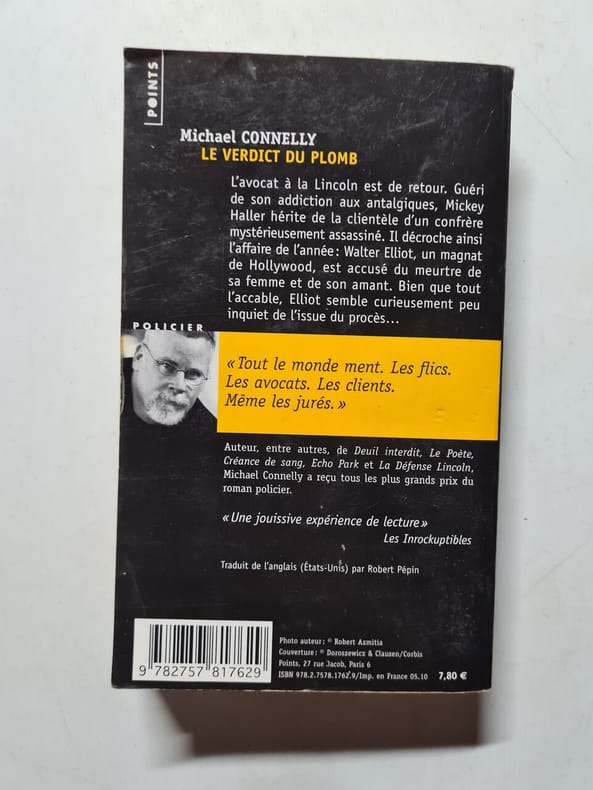 POINTS
Michael CONNELLY
LE VERDICT DU PLOMB
L'avocat à la Lincoln est de retour. Guéri
de son addiction aux antalgiques, Mickey
Haller hérite de la clientèle d'un confrère
mystérieusement assassiné. Il décroche ainsi
l'affaire de l'année : Walter Elliot, un magnat
de Hollywood, est accusé du meurtre de
sa femme et de son amant. Bien que tout
l'accable, Elliot semble curieusement peu
inquiet de l'issue du procès...
POLICIER
« Tout le monde ment. Les flics.
Les avocats. Les clients.
Même les jurés. »
Auteur, entre autres, de Deuil interdit, Le Poète,
Créance de sang, Echo Park et La Défense Lincoln,
Michael Connelly a reçu tous les plus grands prix du
roman policier.
« Une jouissive expérience de lecture »
Les Inrockuptibles
Traduit de l'anglais (États-Unis) par Robert Pépin
Photo auteur : © Robert Azmitia
Couverture : © Doroszewicz & Clausen/Corbis
Points, 27 rue Jacob, Paris 6
ISBN 978.2.7578.1762.9/Imp. en France 05.10
7,80 €
9 782757 817629